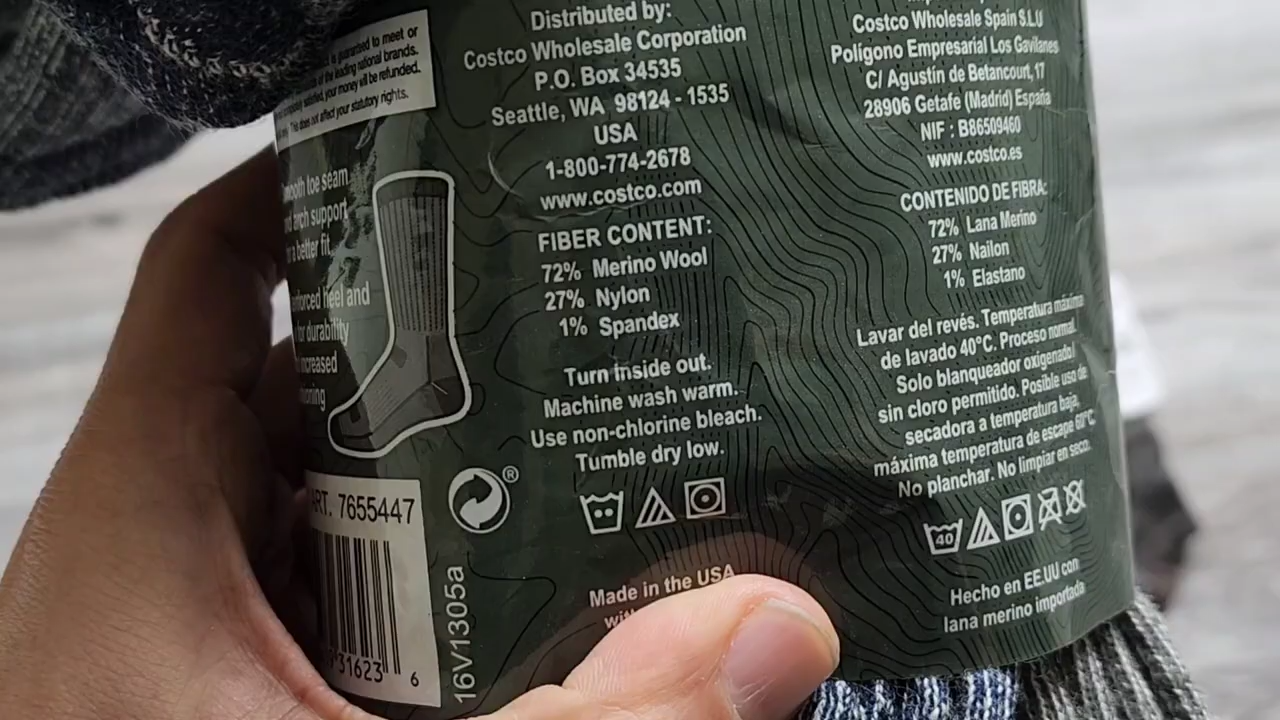 is guaranteed to meet or
of the leading national brands.
completely satisfied, your money will be refunded.
This does not affect your statutory rights.
toe seam
arch support
a better fit
heel and
for durability
increased
ART. 7655447
31623 6
16V1305a
®
Distributed by:
Costco Wholesale Corporation
P.O. Box 34535
Seattle, WA 98124 - 1535
USA
1-800-774-2678
www.costco.com
FIBER CONTENT:
72% Merino Wool
27% Nylon
1% Spandex
Turn inside out.
Machine wash warm.
Use non-chlorine bleach.
Tumble dry low.
Made in the USA
Costco Wholesale Spain S.L.U
Polígono Empresarial Los Gavilanes
C/ Agustín de Betancourt, 17
28906 Getafe (Madrid) España
NIF : B86509460
www.costco.es
CONTENIDO DE FIBRA:
72% Lana Merino
27% Nailon
1% Elastano
Lavar del revés. Temperatura máxima
de lavado 40°C. Proceso normal.
Solo blanqueador oxigenado/
sin cloro permitido. Posible uso de
secadora a temperatura baja,
máxima temperatura de escape 60°C.
No planchar. No limpiar en seco.
40
Hecho en EE.UU con
lana merino importada